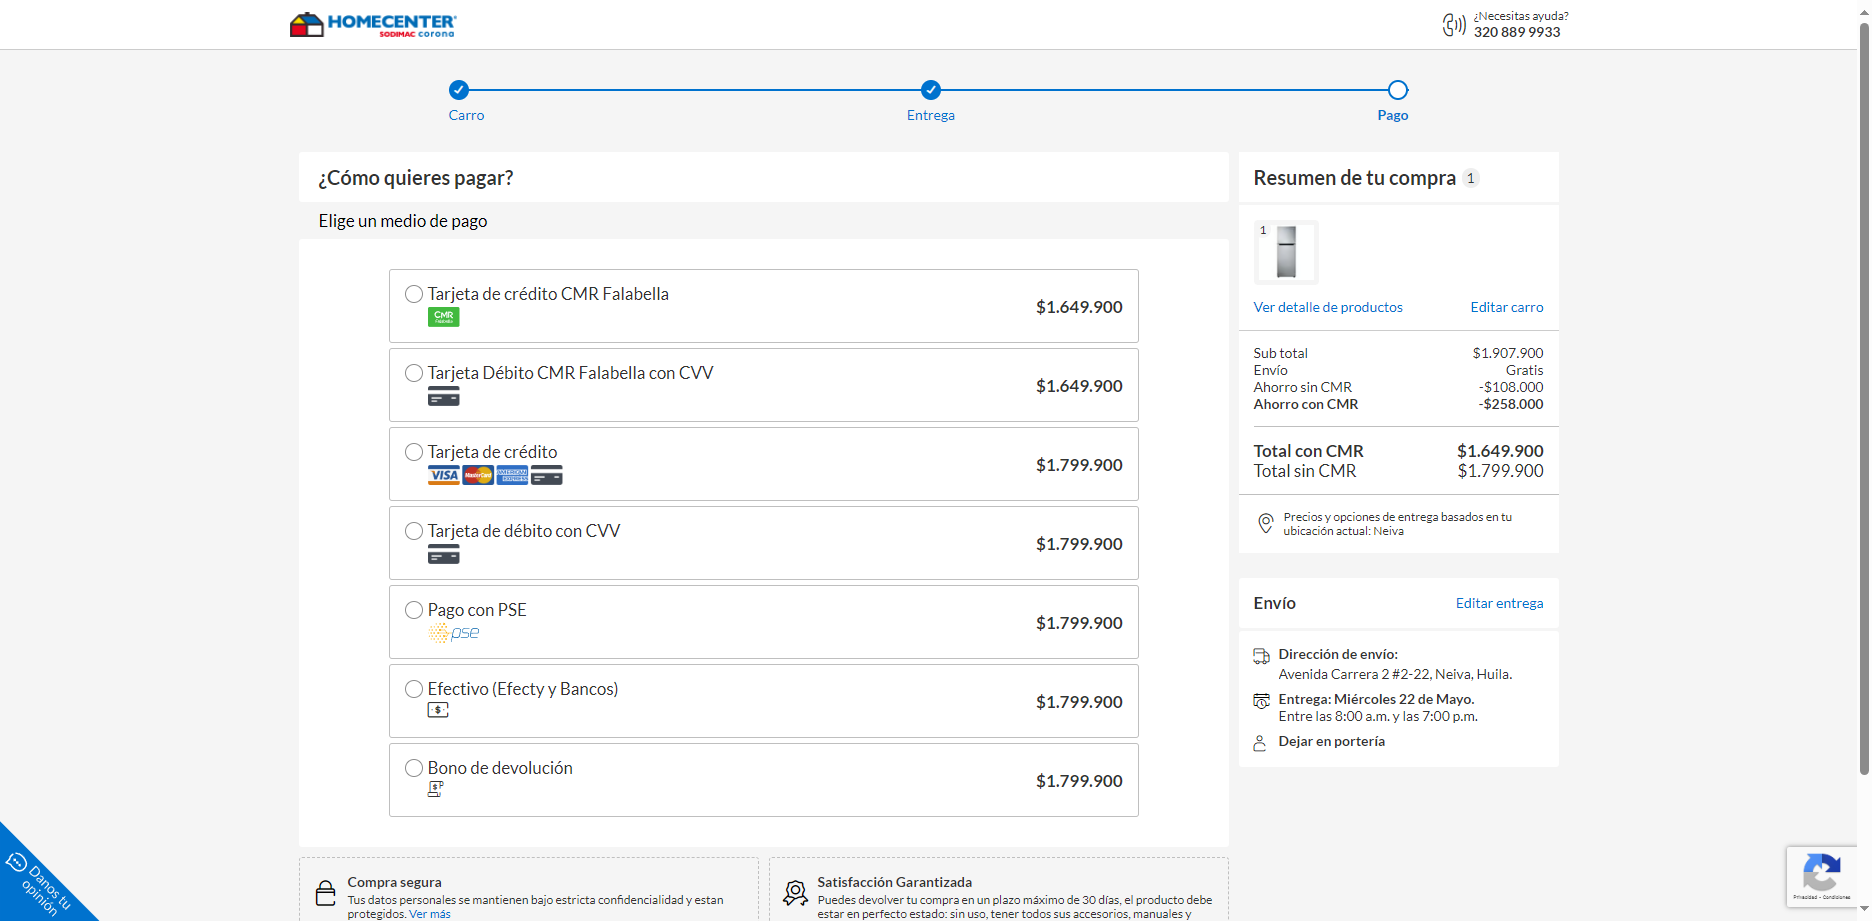 HOMECENTER
SODIMAC corona
¿Necesitas ayuda?
320 889 9933
Carro
Entrega
Pago
¿Cómo quieres pagar?
Elige un medio de pago
Tarjeta de crédito CMR Falabella
CMR
$1.649.900
Tarjeta Débito CMR Falabella con CVV
$1.649.900
Tarjeta de crédito
VISA MasterCard AMERICAN EXPRESS
$1.799.900
Tarjeta de débito con CVV
$1.799.900
Pago con PSE
pse
$1.799.900
Efectivo (Efecty y Bancos)
$1.799.900
Bono de devolución
$1.799.900
Compra segura
Tus datos personales se mantienen bajo estricta confidencialidad y estan
protegidos. Ver más
Satisfacción Garantizada
Puedes devolver tu compra en un plazo máximo de 30 días, el producto debe
estar en perfecto estado: sin uso, tener todos sus accesorios, manuales y
Resumen de tu compra 1
1
Ver detalle de productos Editar carro
Sub total $1.907.900
Envío Gratis
Ahorro sin CMR -$108.000
Ahorro con CMR -$258.000
Total con CMR $1.649.900
Total sin CMR $1.799.900
Precios y opciones de entrega basados en tu
ubicación actual: Neiva
Envío Editar entrega
Dirección de envío:
Avenida Carrera 2 #2-22, Neiva, Huila.
Entrega: Miércoles 22 de Mayo.
Entre las 8:00 a.m. y las 7:00 p.m.
Dejar en portería
Danos tu
opinión
Privacidad - Condiciones